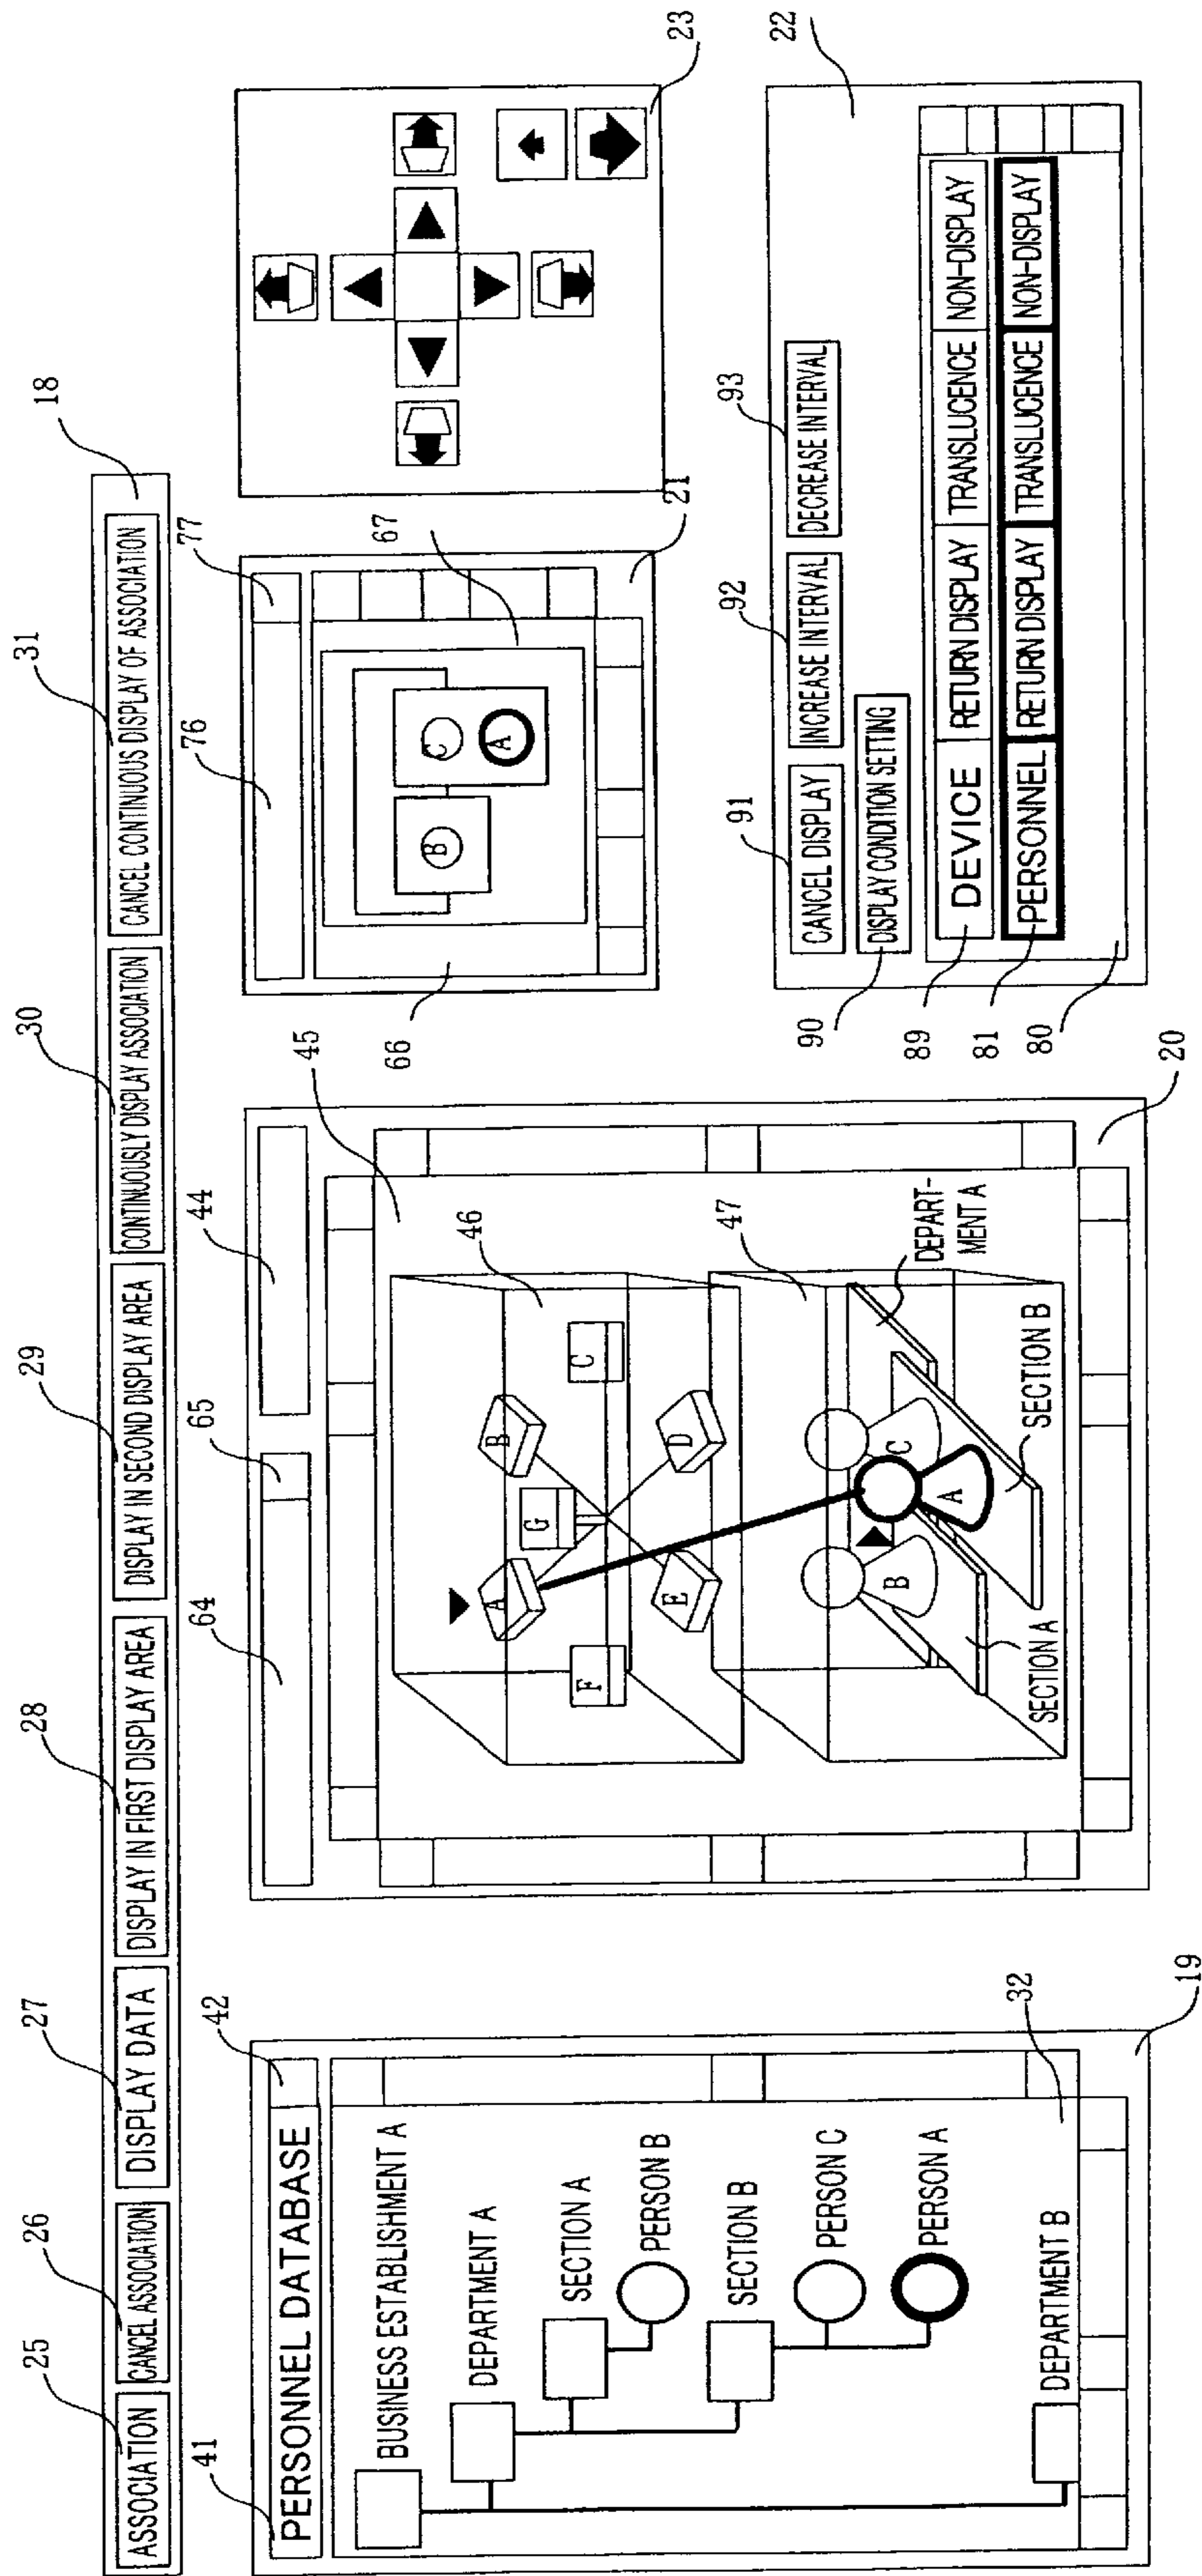 25
26
27
28
29
30
31
18
ASSOCIATION
CANCEL ASSOCIATION
DISPLAY DATA
DISPLAY IN FIRST DISPLAY AREA
DISPLAY IN SECOND DISPLAY AREA
CONTINUOUSLY DISPLAY ASSOCIATION
CANCEL CONTINUOUS DISPLAY OF ASSOCIATION
41
42
PERSONNEL DATABASE
BUSINESS ESTABLISHMENT A
DEPARTMENT A
SECTION A
PERSON B
SECTION B
PERSON C
PERSON A
DEPARTMENT B
32
19
64
65
44
45
46
A
B
G
C
F
E
D
47
B
C
A
DEPART-
MENT A
SECTION A
SECTION B
20
76
77
66
67
B
C
A
21
23
91
92
93
CANCEL DISPLAY
INCREASE INTERVAL
DECREASE INTERVAL
22
90
DISPLAY CONDITION SETTING
89
DEVICE
RETURN DISPLAY
TRANSLUCENCE
NON-DISPLAY
81
PERSONNEL
RETURN DISPLAY
TRANSLUCENCE
NON-DISPLAY
80